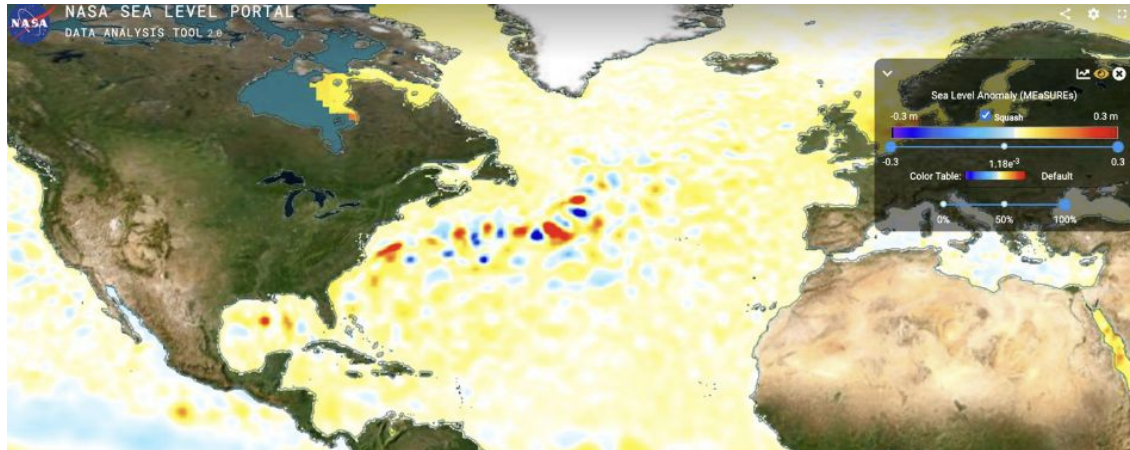 NASA
NASA SEA LEVEL PORTAL
DATA ANALYSIS TOOL 2.0
Sea Level Anomaly (MEaSUREs)
-0.3 m
Squash
0.3 m
-0.3
0.3
1.18e⁻³
Color Table:
Default
0%
50%
100%